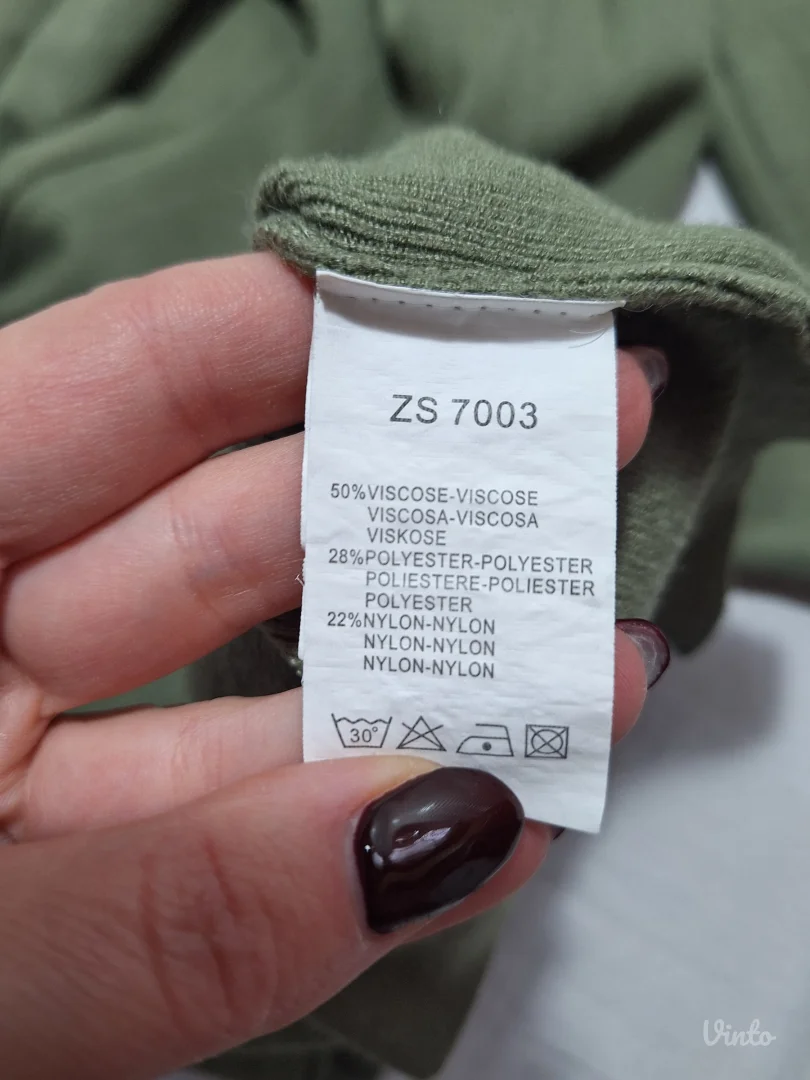 ZS 7003
50%VISCOSE-VISCOSE
VISCOSA-VISCOSA
VISKOSE
28%POLYESTER-POLYESTER
POLIESTERE-POLIESTER
POLYESTER
22%NYLON-NYLON
NYLON-NYLON
NYLON-NYLON
30°
Vinto